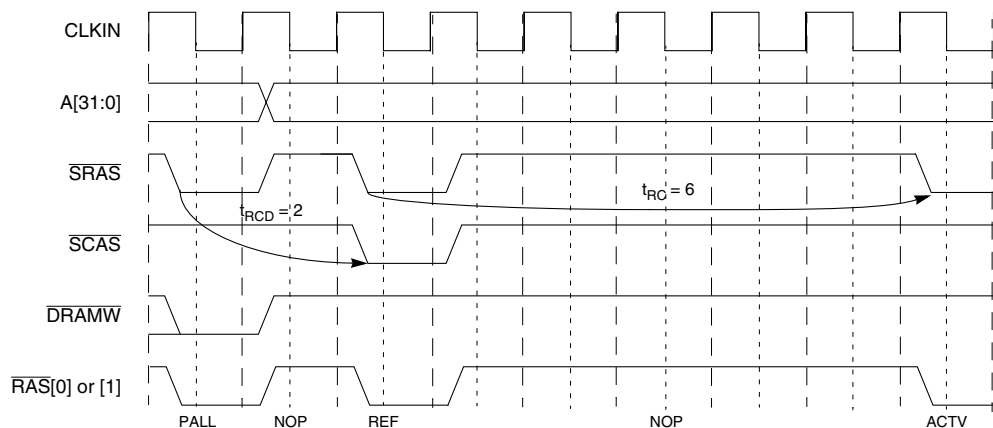 CLKIN
A[31:0]
SRAS
tRC = 6
tRCD = 2
SCAS
DRAMW
RAS[0] or [1]
PALL NOP REF NOP ACTV